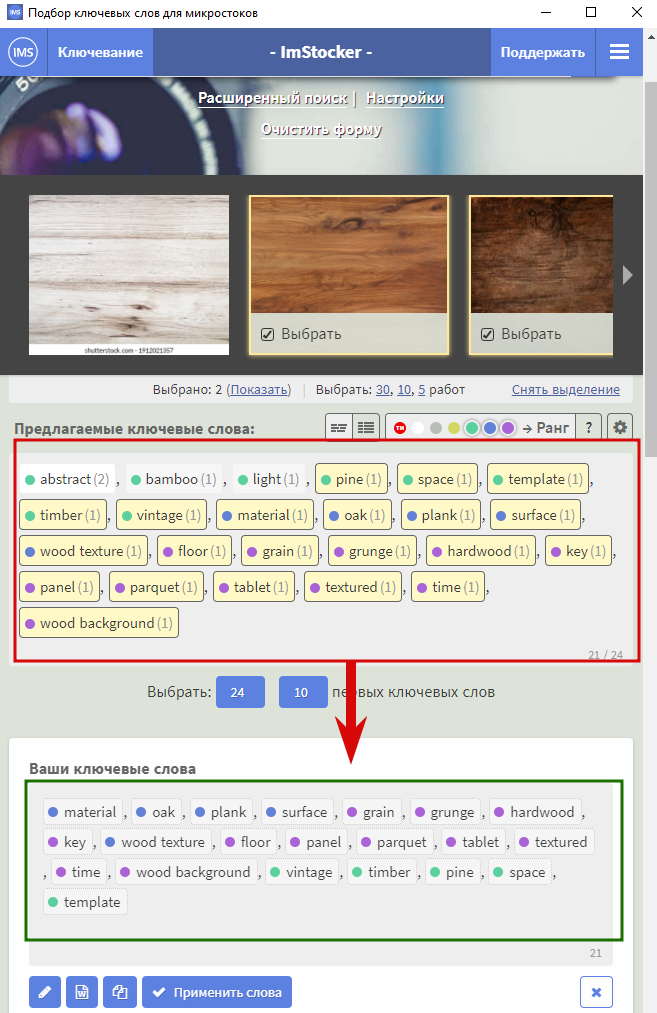 Подбор ключевых слов для микростоков
IMS Ключевание - ImStocker - Поддержать
Расширенный поиск | Настройки
Очистить форму
shutterstock.com · 1912021357
Выбрать Выбрать
Выбрано: 2 (Показать) | Выбрать: 30, 10, 5 работ Снять выделение
Предлагаемые ключевые слова: TM → Ранг ?
abstract (2) , bamboo (1) , light (1) , pine (1) , space (1) , template (1) ,
timber (1) , vintage (1) , material (1) , oak (1) , plank (1) , surface (1) ,
wood texture (1) , floor (1) , grain (1) , grunge (1) , hardwood (1) , key (1) ,
panel (1) , parquet (1) , tablet (1) , textured (1) , time (1) ,
wood background (1)
21 / 24
Выбрать: 24 10 первых ключевых слов
Ваши ключевые слова
material , oak , plank , surface , grain , grunge , hardwood ,
key , wood texture , floor , panel , parquet , tablet , textured
, time , wood background , vintage , timber , pine , space ,
template
21
Применить слова